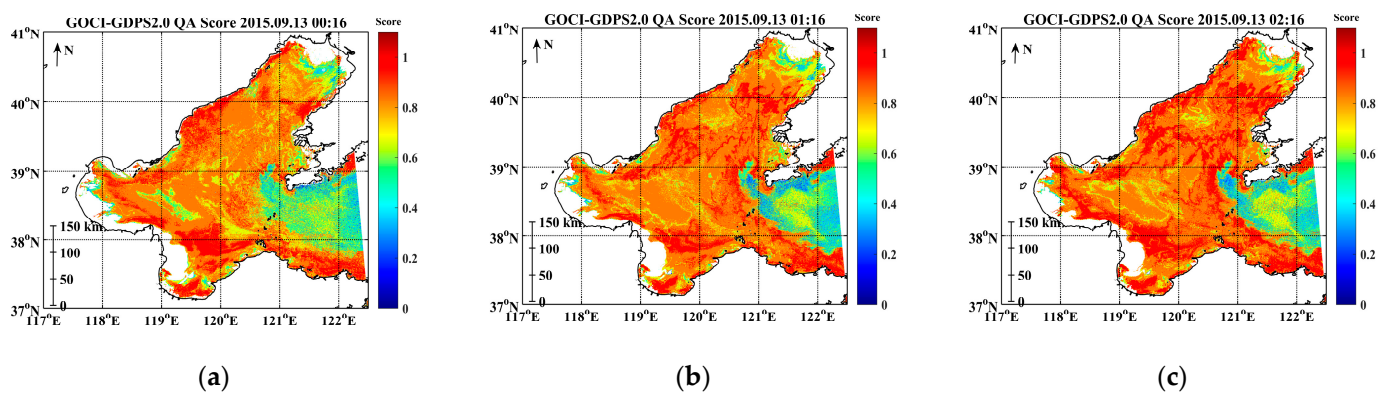 GOCI-GDPS2.0 QA Score 2015.09.13 00:16
Score
41°N
40°N
39°N
38°N
37°N
N
150 km
100
50
0
117°E 118°E 119°E 120°E 121°E 122°E
1
0.8
0.6
0.4
0.2
0
(a)
GOCI-GDPS2.0 QA Score 2015.09.13 01:16
Score
41°N
40°N
39°N
38°N
37°N
N
150 km
100
50
0
117°E 118°E 119°E 120°E 121°E 122°E
1
0.8
0.6
0.4
0.2
0
(b)
GOCI-GDPS2.0 QA Score 2015.09.13 02:16
Score
41°N
40°N
39°N
38°N
37°N
N
150 km
100
50
0
117°E 118°E 119°E 120°E 121°E 122°E
1
0.8
0.6
0.4
0.2
0
(c)